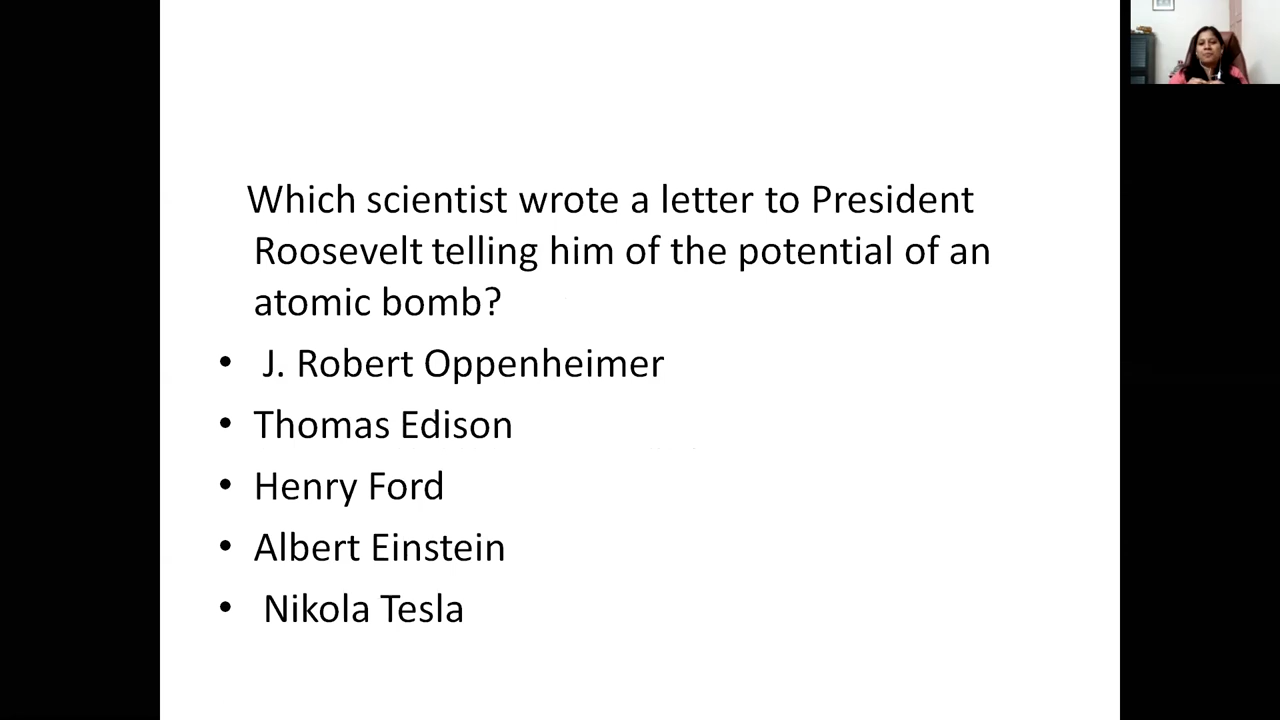 Which scientist wrote a letter to President
Roosevelt telling him of the potential of an
atomic bomb?
• J. Robert Oppenheimer
• Thomas Edison
• Henry Ford
• Albert Einstein
• Nikola Tesla